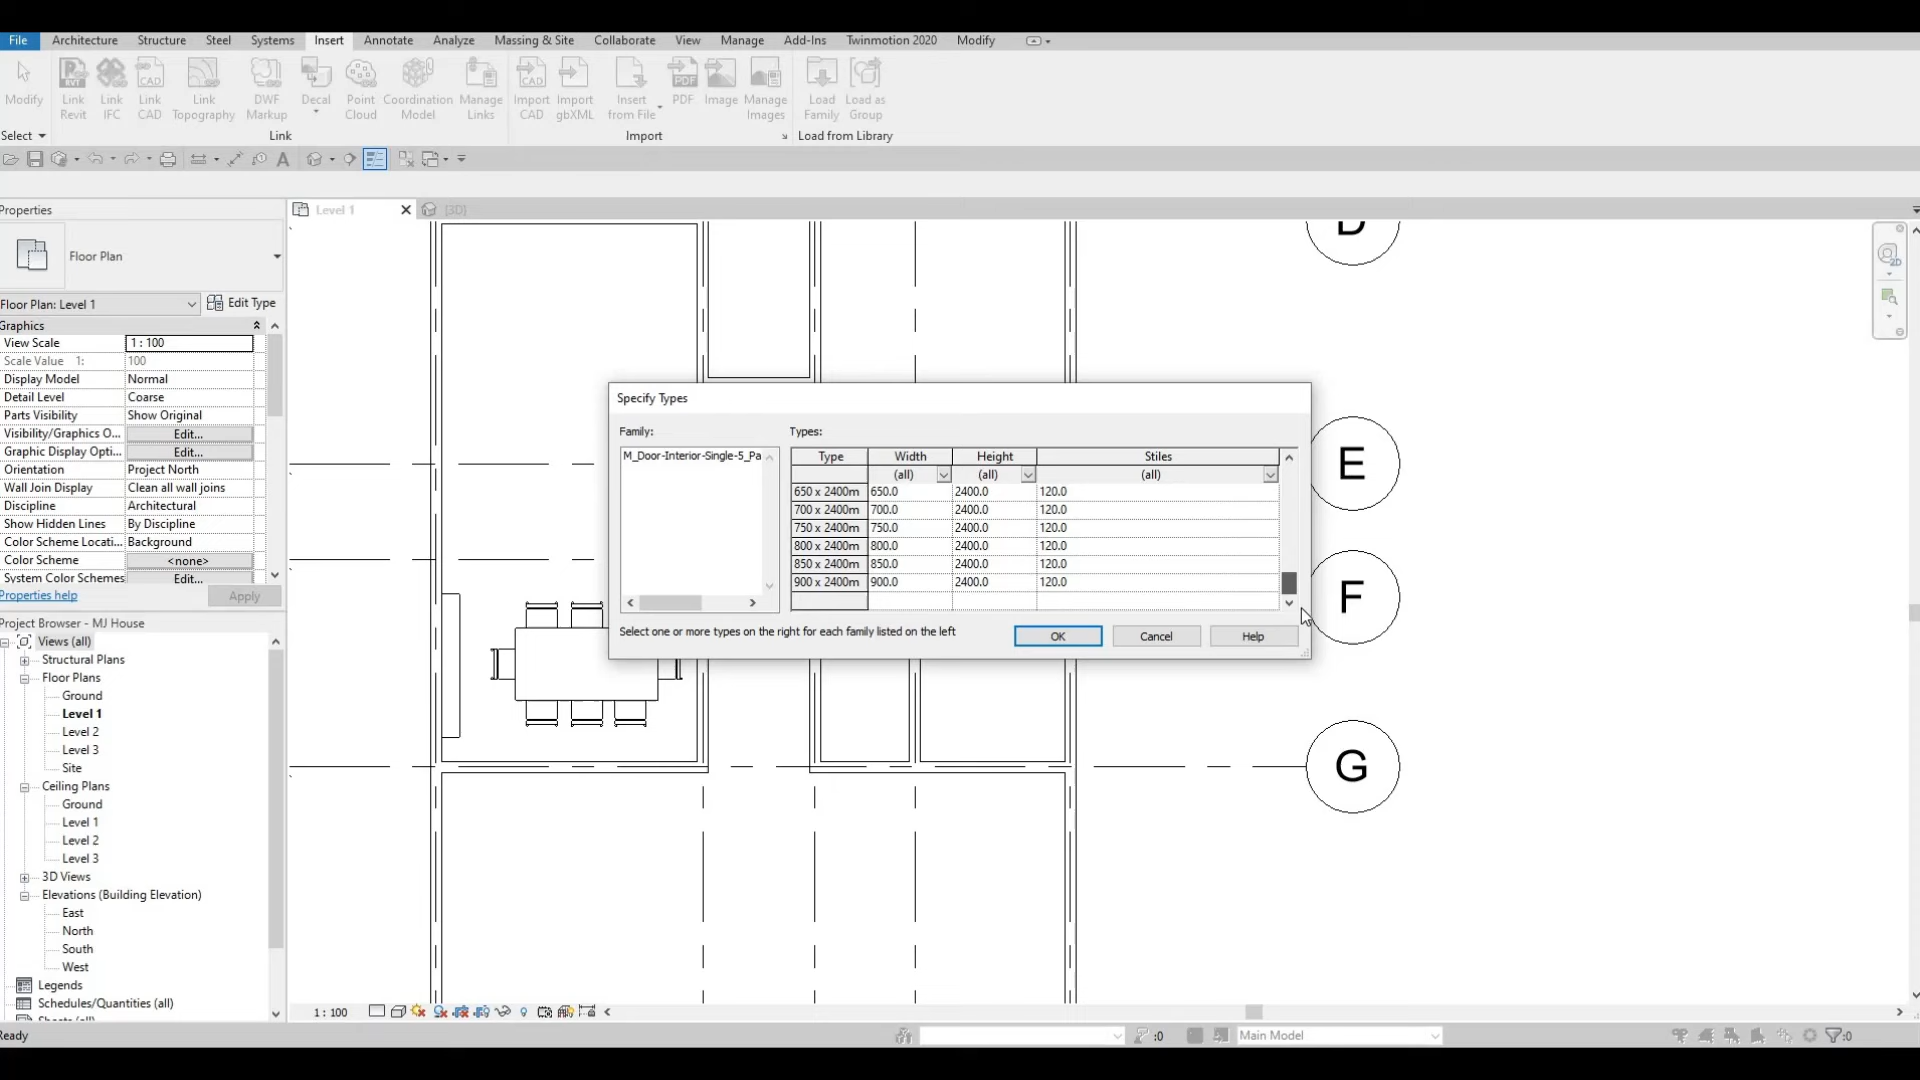 File Architecture Structure Steel Systems Insert Annotate Analyze Massing & Site Collaborate View Manage Add-Ins Twinmotion 2020 Modify
Modify Link Revit Link IFC Link CAD Link Topography DWF Markup Decal Point Cloud Coordination Model Manage Links Import CAD Import gbXML Insert from File PDF Image Manage Images Load Family Load as Group
Select Link Import Load from Library
Properties Level 1 [3D]
Floor Plan
Floor Plan: Level 1 Edit Type
Graphics
View Scale 1 : 100
Scale Value 1: 100
Display Model Normal
Detail Level Coarse
Parts Visibility Show Original
Visibility/Graphics O... Edit...
Graphic Display Opti... Edit...
Orientation Project North
Wall Join Display Clean all wall joins
Discipline Architectural
Show Hidden Lines By Discipline
Color Scheme Locati... Background
Color Scheme <none>
System Color Schemes Edit...
Properties help Apply
Project Browser - MJ House
Views (all)
Structural Plans
Floor Plans
Ground
Level 1
Level 2
Level 3
Site
Ceiling Plans
Ground
Level 1
Level 2
Level 3
3D Views
Elevations (Building Elevation)
East
North
South
West
Legends
Schedules/Quantities (all)
Sheets (all)
D
E
F
G
Specify Types
Family: Types:
M_Door-Interior-Single-5_Pa
Type Width Height Stiles
(all) (all) (all)
650 x 2400m 650.0 2400.0 120.0
700 x 2400m 700.0 2400.0 120.0
750 x 2400m 750.0 2400.0 120.0
800 x 2400m 800.0 2400.0 120.0
850 x 2400m 850.0 2400.0 120.0
900 x 2400m 900.0 2400.0 120.0
Select one or more types on the right for each family listed on the left OK Cancel Help
1 : 100
Ready :0 Main Model :0